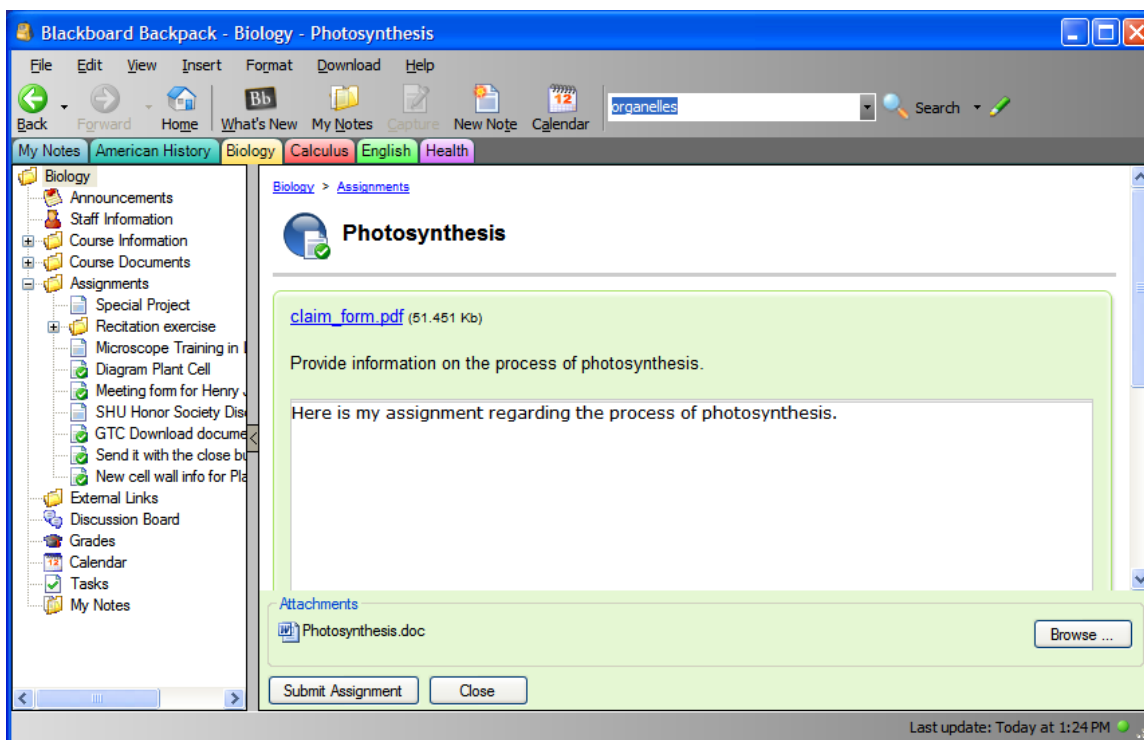 Blackboard Backpack - Biology - Photosynthesis
File Edit View Insert Format Download Help
Bb
12
Back Forward Home What's New My Notes Capture New Note Calendar organelles Search
My Notes American History Biology Calculus English Health
Biology
Announcements
Staff Information
Course Information
Course Documents
Assignments
Special Project
Recitation exercise
Microscope Training in
Diagram Plant Cell
Meeting form for Henry
SHU Honor Society Dis
GTC Download docume
Send it with the close bu
New cell wall info for Pla
External Links
Discussion Board
Grades
12 Calendar
Tasks
My Notes
Biology > Assignments
Photosynthesis
claim_form.pdf (51.451 Kb)
Provide information on the process of photosynthesis.
Here is my assignment regarding the process of photosynthesis.
Attachments
Photosynthesis.doc
Browse ...
Submit Assignment Close
Last update: Today at 1:24 PM